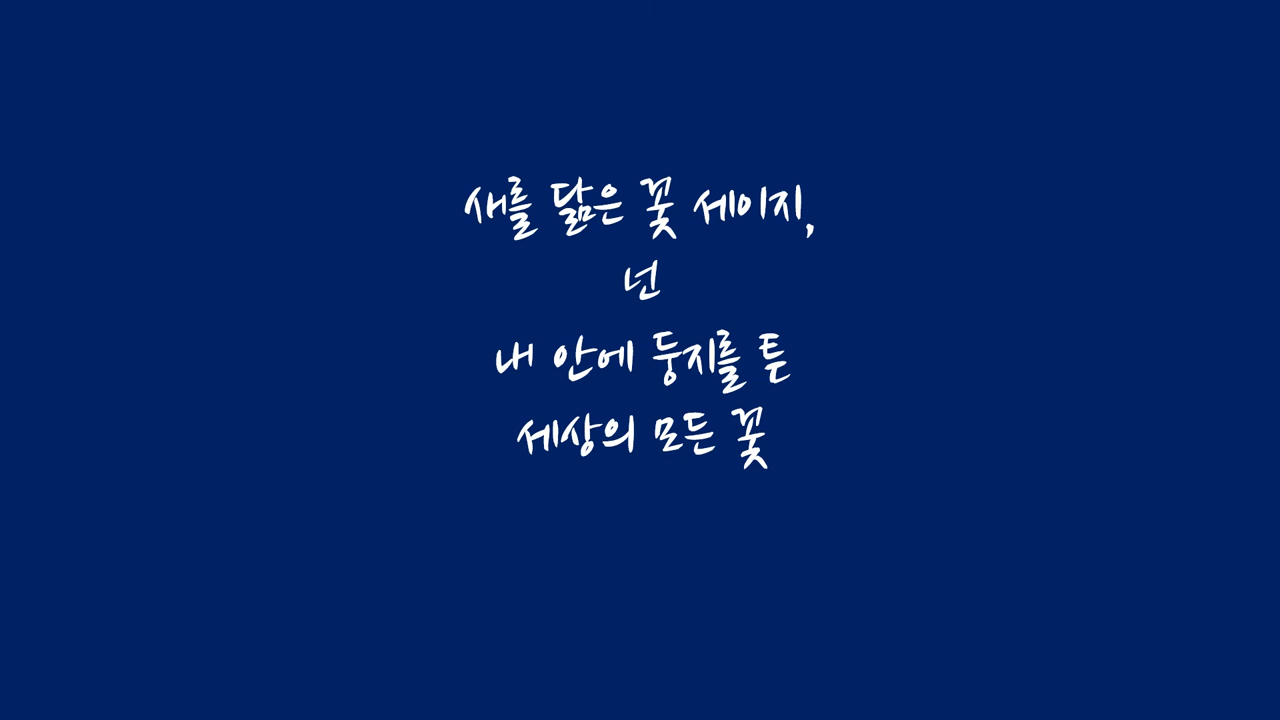 새를 닮은 꽃 세이지,
넌
내 안에 둥지를 튼
세상의 모든 꽃